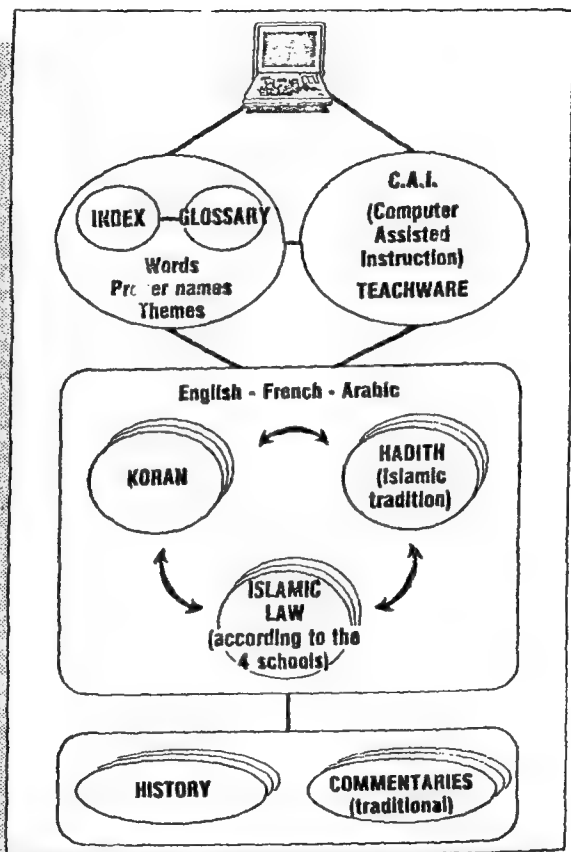 INDEX
GLOSSARY
Words
Proper names
Themes
C.A.I.
(Computer
Assisted
Instruction)
TEACHWARE
English - French - Arabic
KORAN
HADITH
(Islamic
tradition)
ISLAMIC
LAW
(according to the
4 schools)
HISTORY
COMMENTARIES
(traditional)